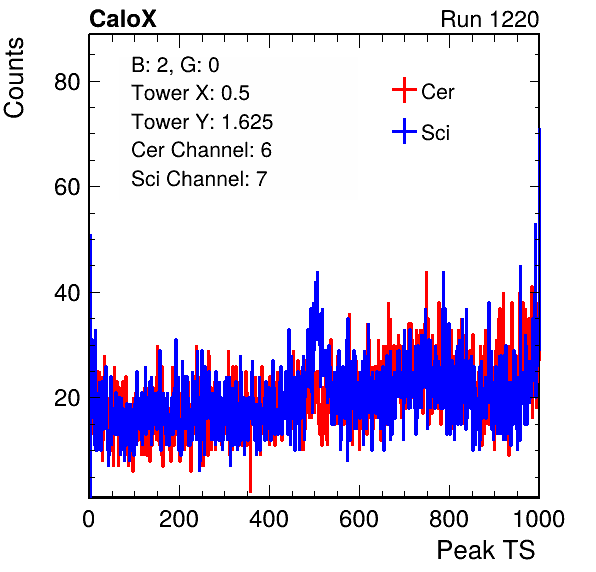 CaloX Run 1220
Counts
B: 2, G: 0
Tower X: 0.5
Tower Y: 1.625
Cer Channel: 6
Sci Channel: 7
Cer
Sci
80
60
40
20
0 200 400 600 800 1000
Peak TS